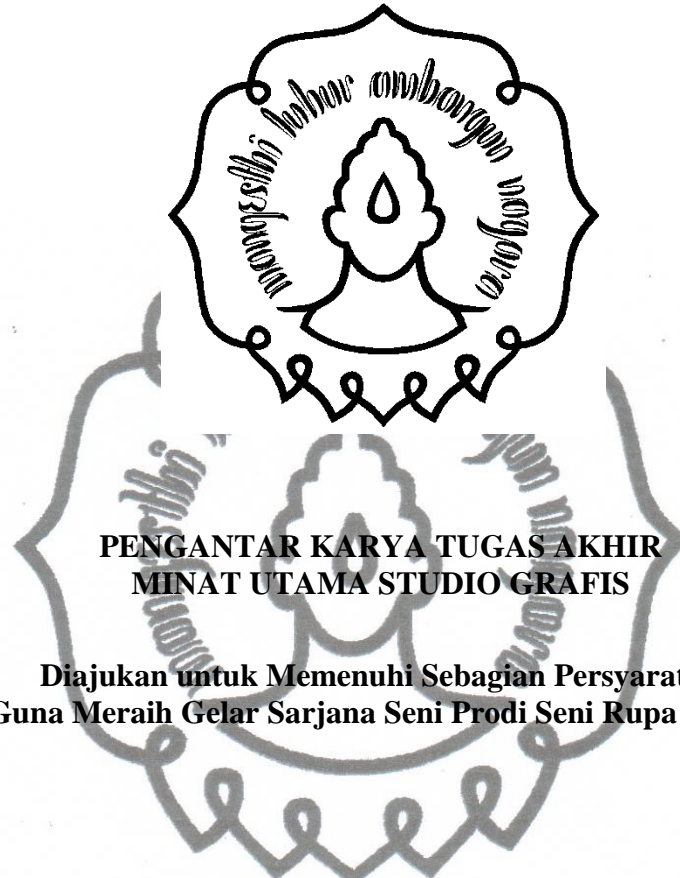 mangesthi luhur ambangun nagara
PENGANTAR KARYA TUGAS AKHIR
MINAT UTAMA STUDIO GRAFIS
Diajukan untuk Memenuhi Sebagian
Guna Meraih Gelar Sarjana Seni Prodi Seni Rupa